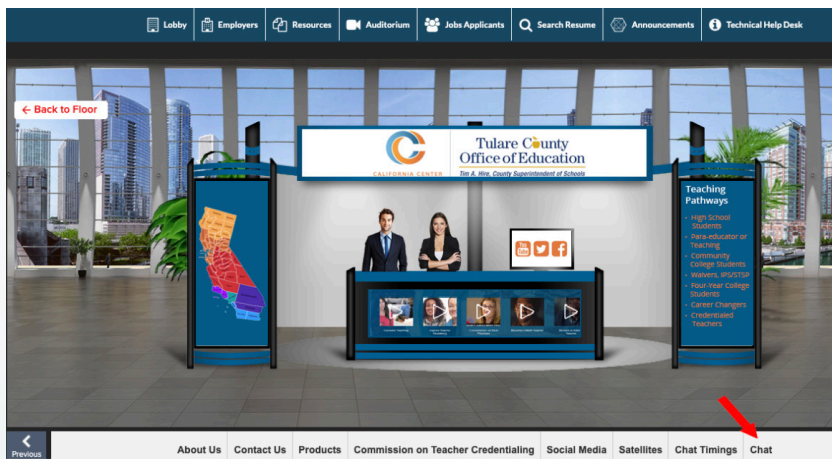 Lobby
Employers
Resources
Auditorium
Jobs Applicants
Search Resume
Announcements
Technical Help Desk
← Back to Floor
CALIFORNIA CENTER
Tulare County
Office of Education
Tim A. Hire, County Superintendent of Schools
Teaching
Pathways
- High School
Students
- Para-educator or
Teaching
- Community
College Students
- Waivers, IPS/STSP
- Four-Year College
Students
- Career Changers
- Credentialed
Teachers
You
Tube
Previous
About Us
Contact Us
Products
Commission on Teacher Credentialing
Social Media
Satellites
Chat Timings
Chat